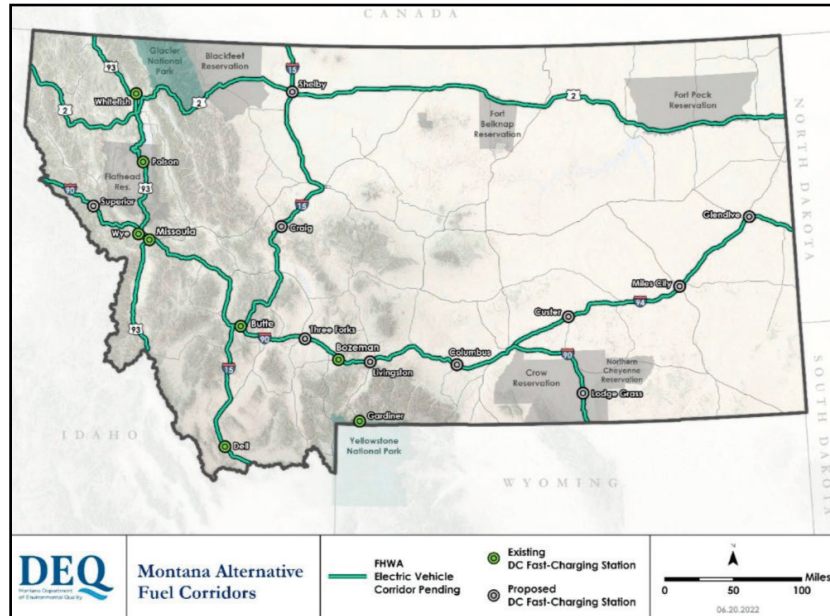 CANADA
93
Glacier
National
Park
Blackfeet
Reservation
15
Shelby
Whitefish
2
2
2
Fort Peck
Reservation
Fort
Belknap
Reservation
NORTH DAKOTA
Polson
Flathead
Res.
93
90
Superior
15
Wye
Missoula
Craig
Glendive
Miles City
94
Custer
93
Butte
90
Three Forks
Bozeman
Livingston
Columbus
90
Crow
Reservation
Northern
Cheyenne
Reservation
Lodge Grass
15
Gardiner
Dell
Yellowstone
National Park
IDAHO
WYOMING
SOUTH DAKOTA
DEQ
Montana Department
of Environmental Quality
Montana Alternative
Fuel Corridors
FHWA
Electric Vehicle
Corridor Pending
Existing
DC Fast-Charging Station
Proposed
DC Fast-Charging Station
Miles
0 50 100
06.20.2022